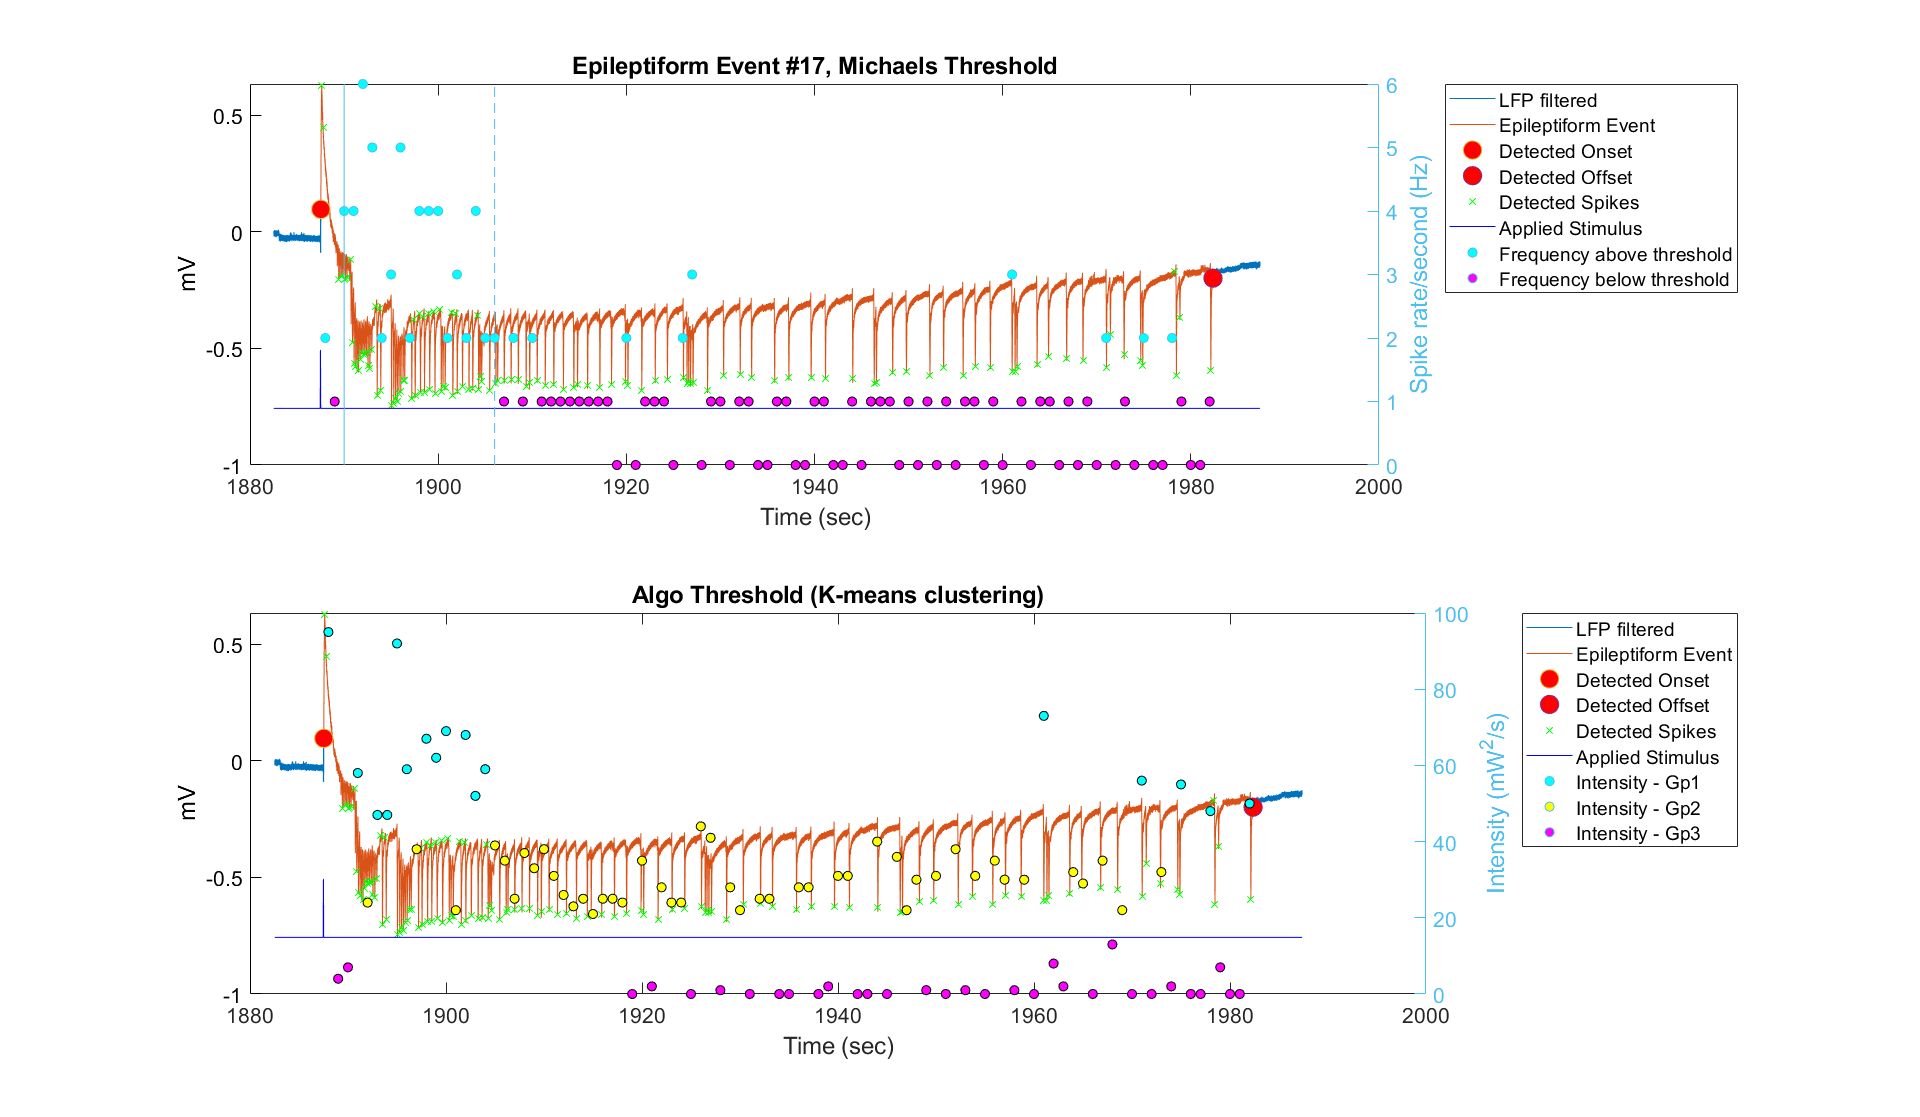 Epileptiform Event #17, Michaels Threshold
0.5
0
-0.5
-1
mV
1880
1900
1920
1940
1960
1980
2000
Time (sec)
6
5
4
3
2
1
0
Spike rate/second (Hz)
LFP filtered
Epileptiform Event
Detected Onset
Detected Offset
Detected Spikes
Applied Stimulus
Frequency above threshold
Frequency below threshold
Algo Threshold (K-means clustering)
0.5
0
-0.5
-1
mV
1880
1900
1920
1940
1960
1980
2000
Time (sec)
100
80
60
40
20
0
Intensity (mW²/s)
LFP filtered
Epileptiform Event
Detected Onset
Detected Offset
Detected Spikes
Applied Stimulus
Intensity - Gp1
Intensity - Gp2
Intensity - Gp3